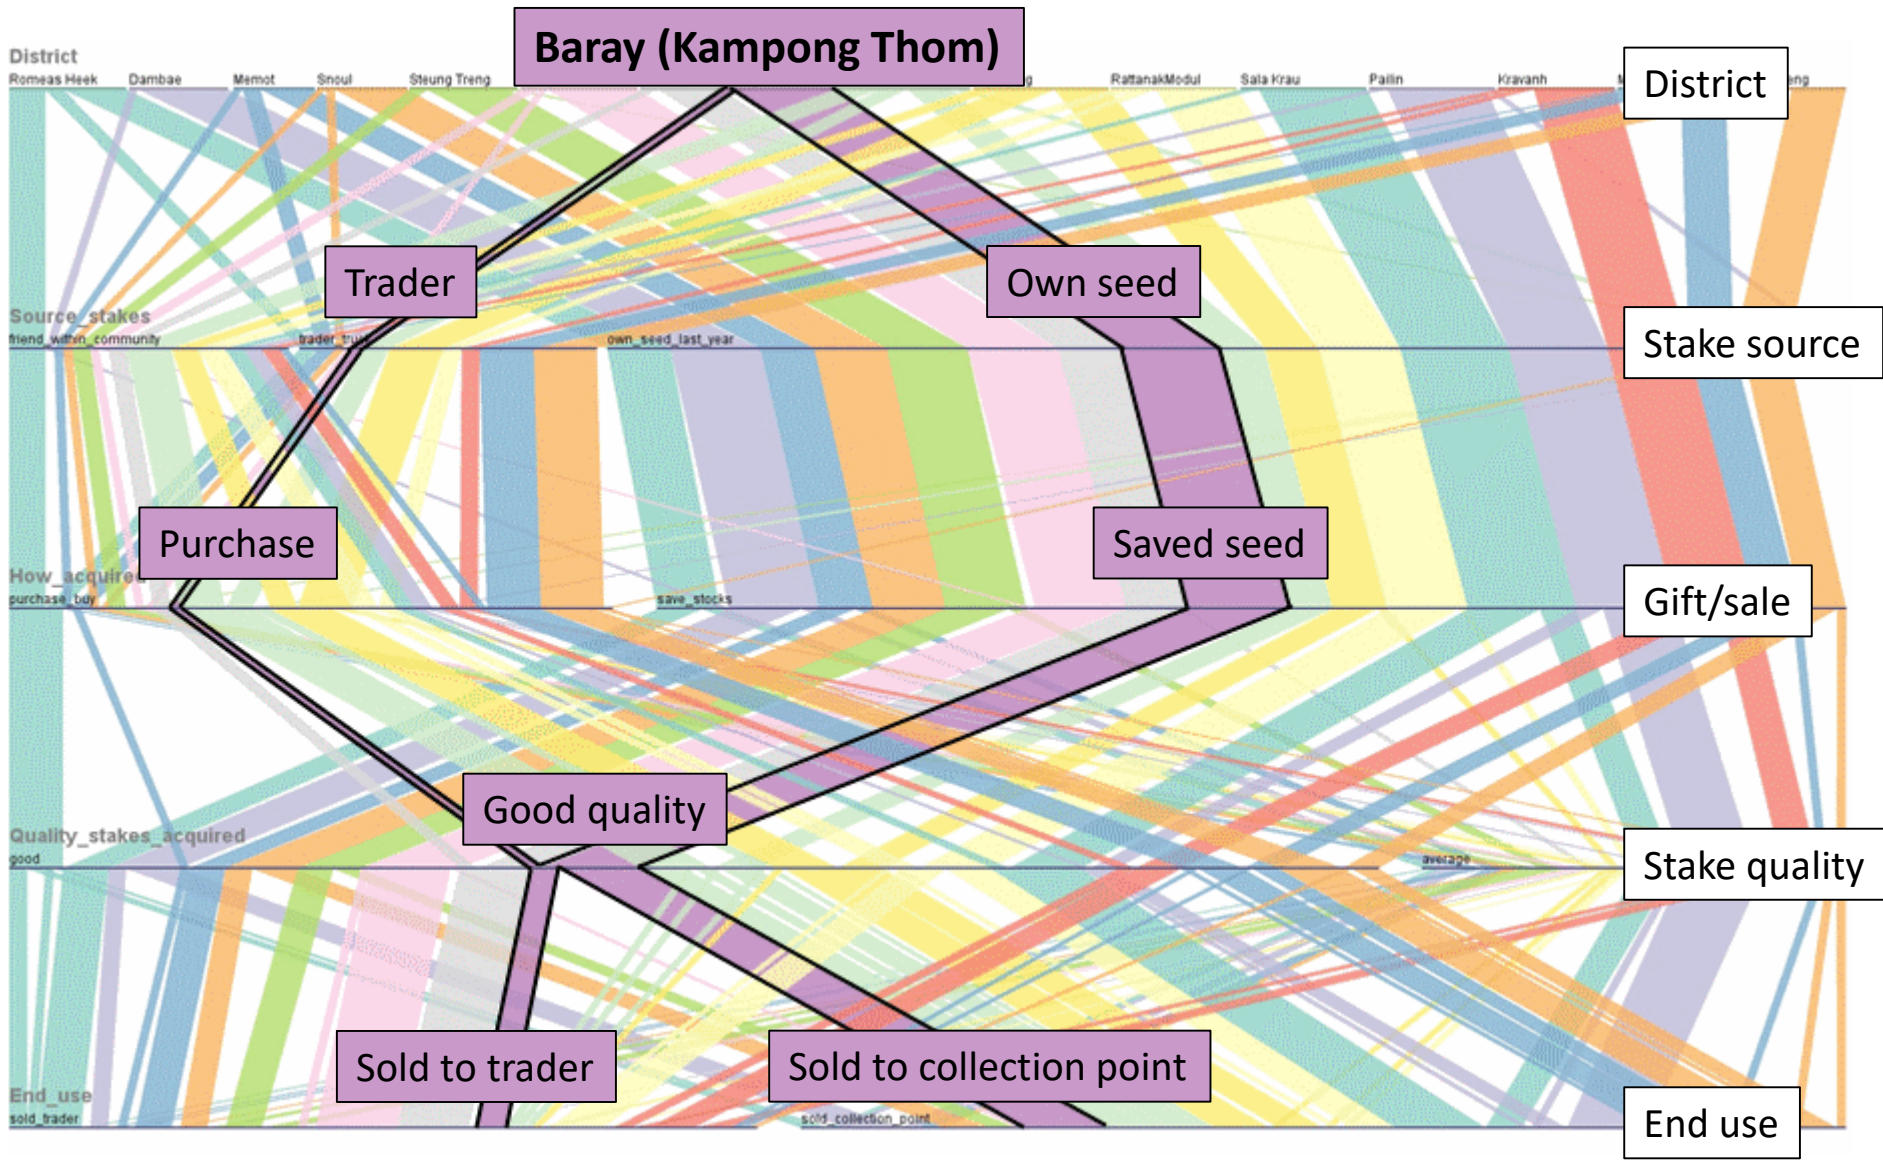 Baray (Kampong Thom)
District
Romeas Heek Dambae Memot Snoul Steung Treng RattanakModul Sala Krau Pailin Kravanh
District
Trader
Own seed
Source_stakes
friend_within_community own_seed_last_year
Stake source
Purchase
Saved seed
How_acquired
purchase_buy save_stocks
Gift/sale
Good quality
Quality_stakes_acquired
good average
Stake quality
Sold to trader
Sold to collection point
End_use
sold_trader sold_collection_point
End use